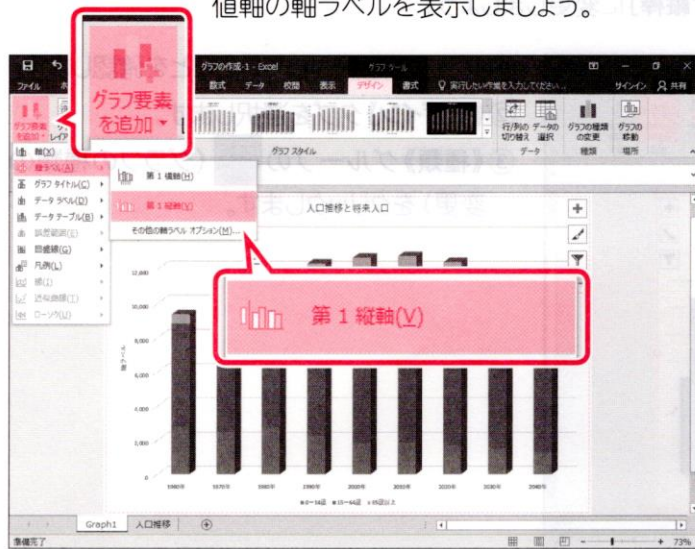 値軸の軸ラベルを表示しましょう。
グラフの作成-1 - Excel
グラフ ツール
ファイル
数式
データ
校閲
表示
デザイン
書式
実行したい作業を入力してください...
サインイン
共有
グラフ要素
を追加
グラフ要素
を追加
行/列の
切り替え
データの
選択
グラフの種類
の変更
グラフの
移動
グラフ スタイル
データ
種類
場所
軸(X)
軸ラベル(A)
グラフ タイトル(C)
データ ラベル(D)
データ テーブル(B)
誤差範囲(E)
目盛線(G)
凡例(L)
線(I)
近似曲線(T)
ローソク(U)
第 1 横軸(H)
第 1 縦軸(V)
その他の軸ラベル オプション(M)...
人口推移と将来人口
第 1 縦軸(V)
12,000
10,000
8,000
6,000
4,000
2,000
0
軸ラベル
1960年
1970年
1980年
1990年
2000年
2010年
2020年
2030年
2040年
■0~14歳 ■15~64歳 ■65歳以上
Graph1
人口推移
準備完了
73%